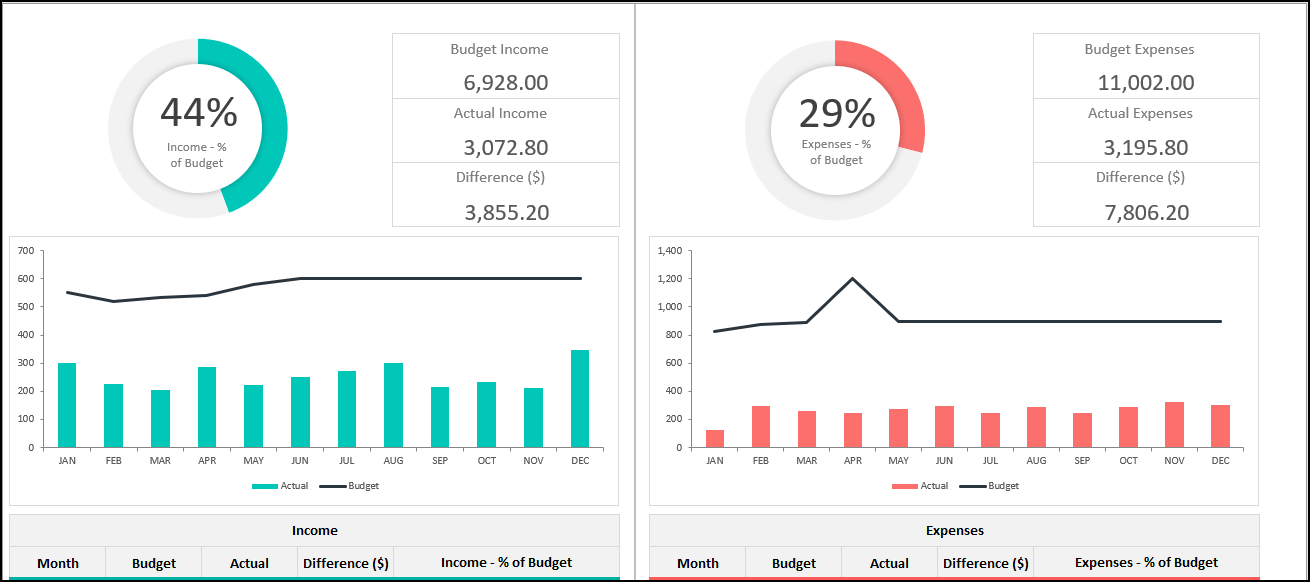 44%
Income - %
of Budget
Budget Income
6,928.00
Actual Income
3,072.80
Difference ($)
3,855.20
29%
Expenses - %
of Budget
Budget Expenses
11,002.00
Actual Expenses
3,195.80
Difference ($)
7,806.20
700
600
500
400
300
200
100
0
JAN FEB MAR APR MAY JUN JUL AUG SEP OCT NOV DEC
Actual Budget
1,400
1,200
1,000
800
600
400
200
0
JAN FEB MAR APR MAY JUN JUL AUG SEP OCT NOV DEC
Actual Budget
Income
Month Budget Actual Difference ($) Income - % of Budget
Expenses
Month Budget Actual Difference ($) Expenses - % of Budget